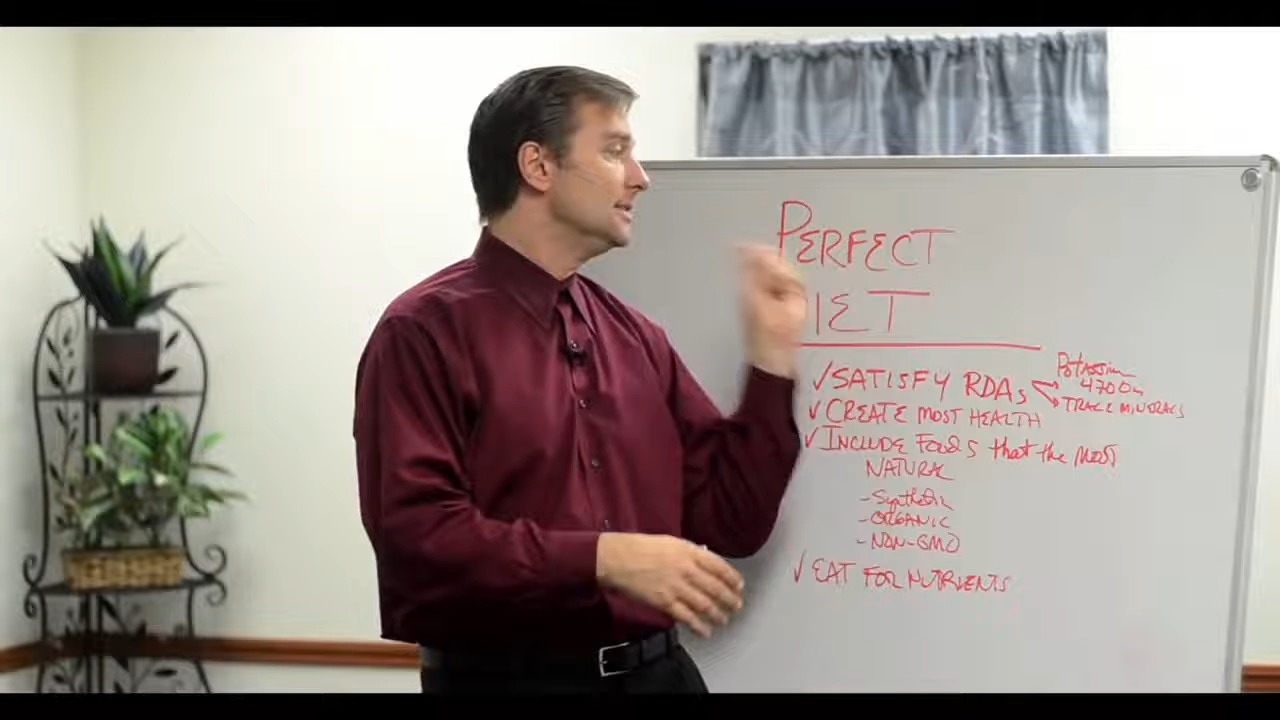 PERFECT
IET
✓SATISFY RDAs
Potassium
4700m
TRACE MINERALS
✓CREATE MOST HEALTH
✓INCLUDE Foods that the MOST
NATURAL
-Synthetic
-ORGANIC
-NON-GMO
✓EAT FOR NUTRIENTS